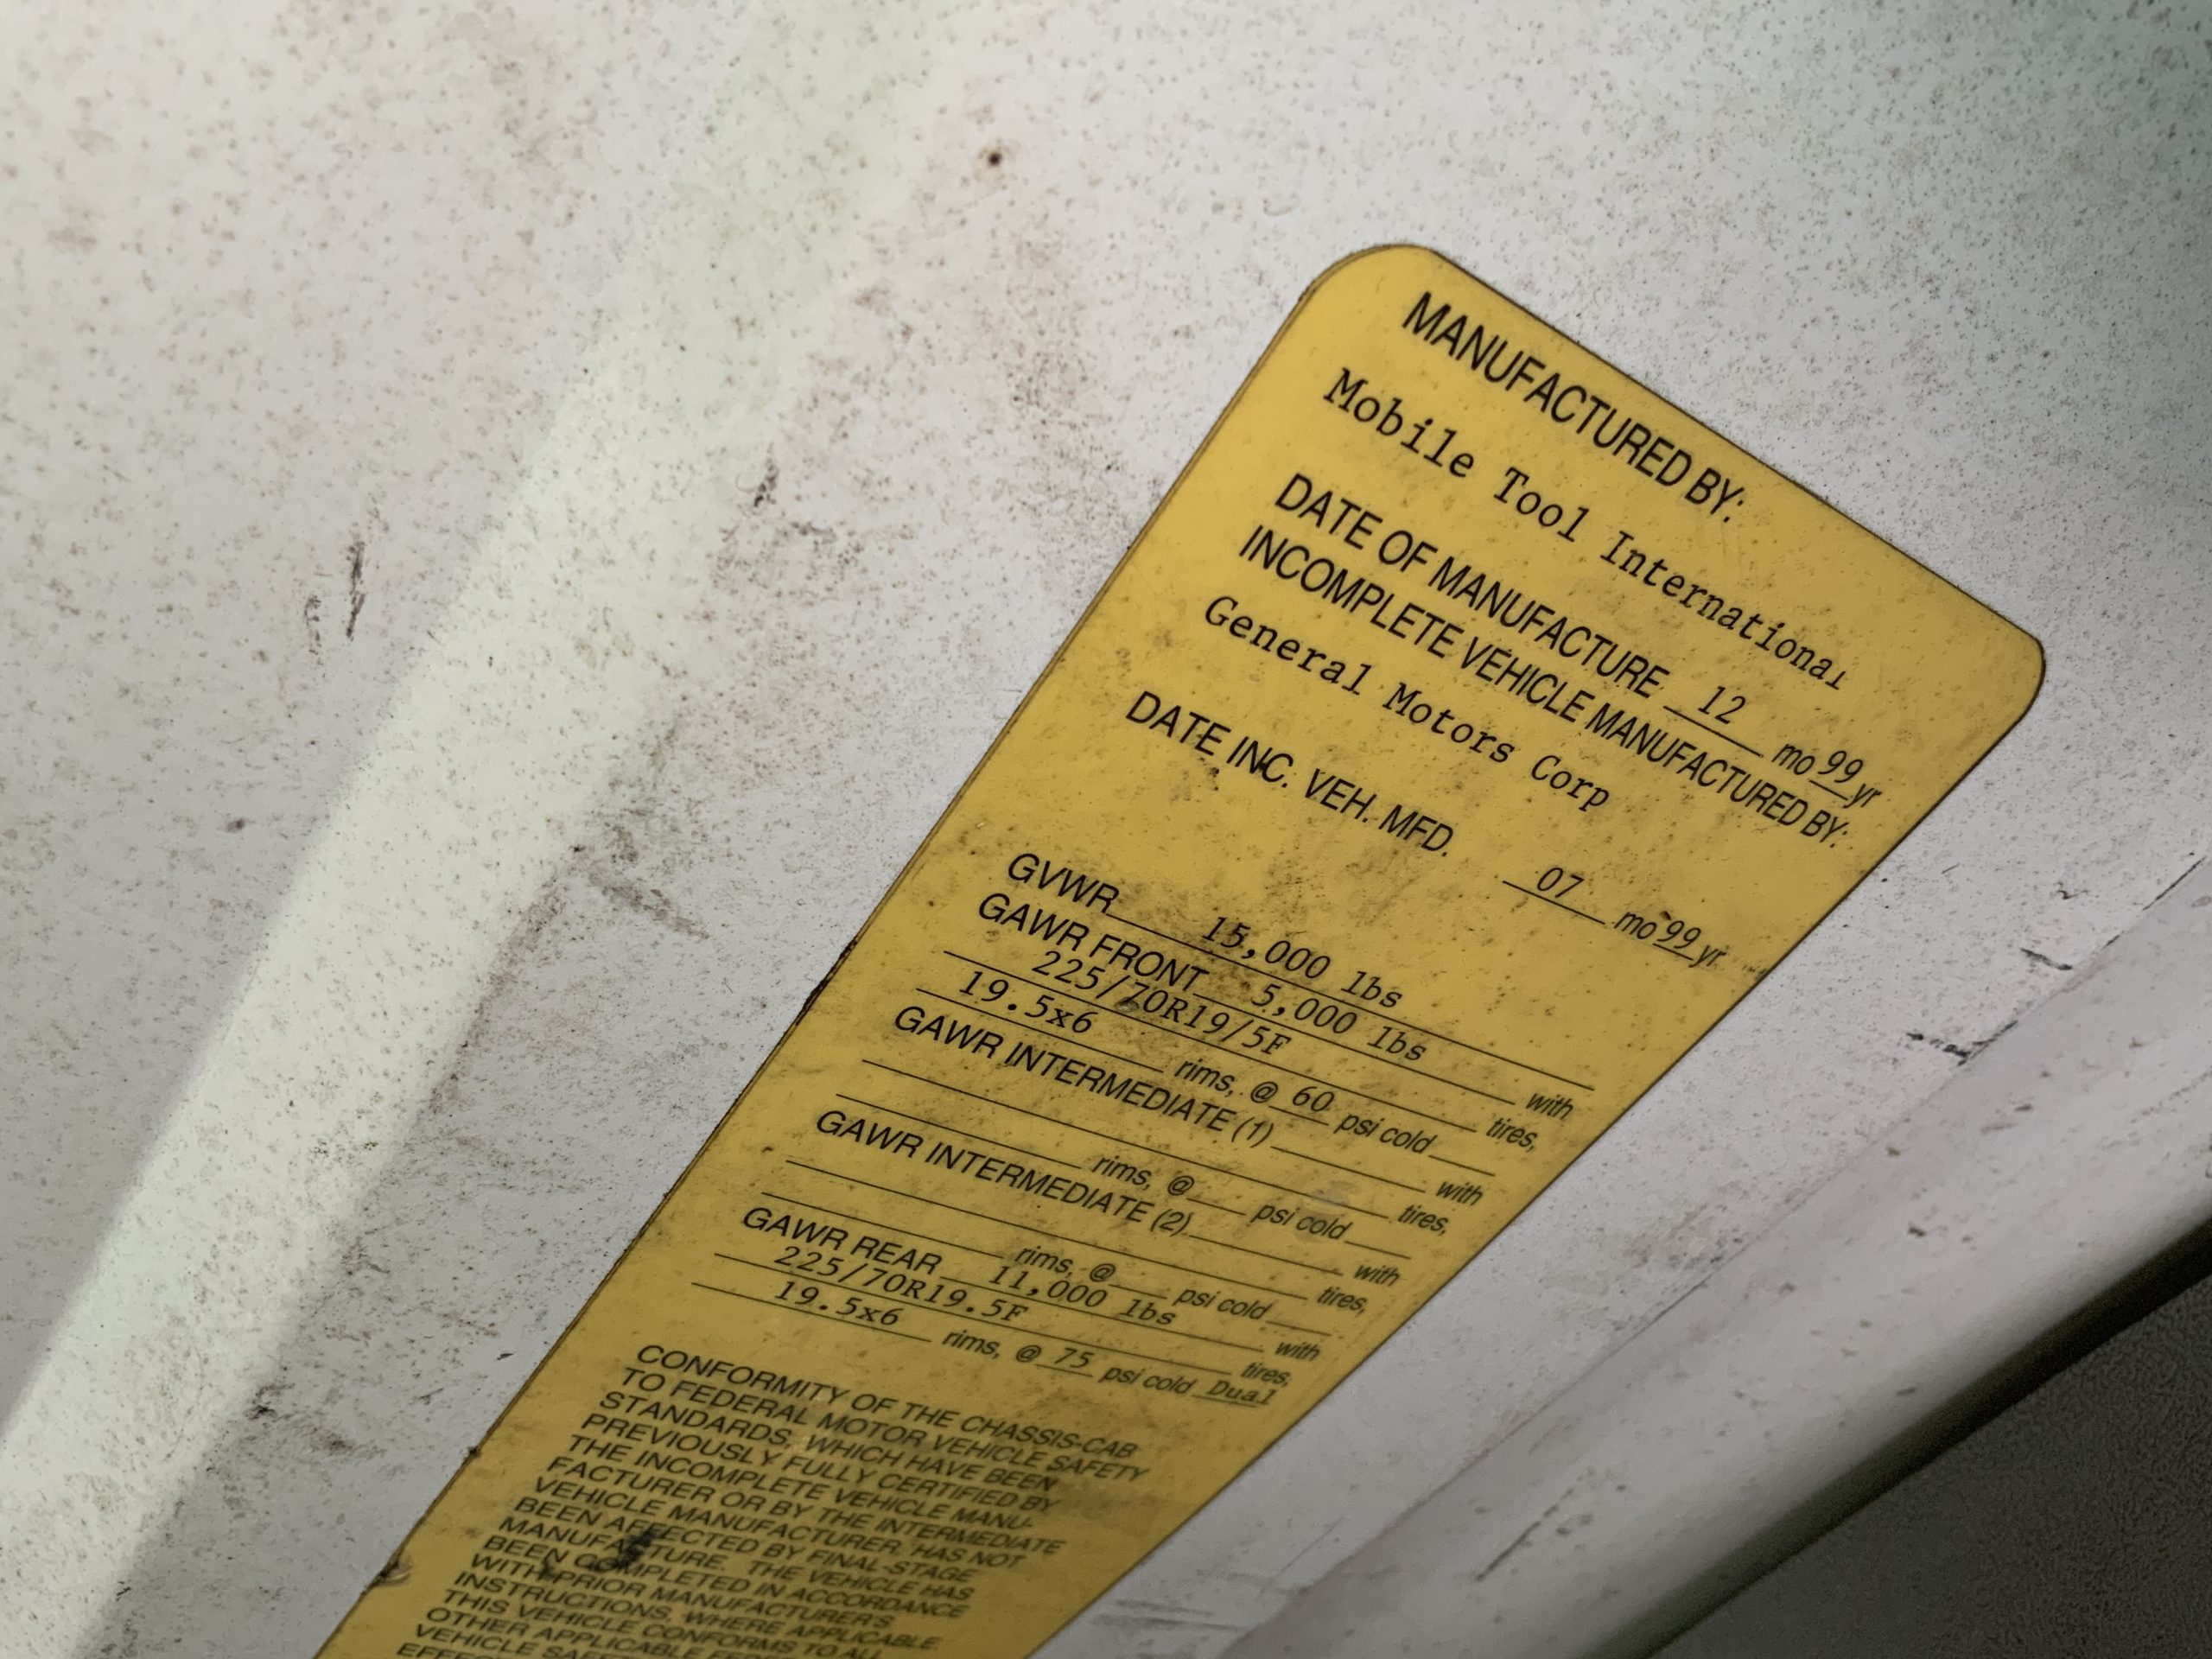 MANUFACTURED BY:
Mobile Tool International
DATE OF MANUFACTURE 12 mo 99 yr
INCOMPLETE VEHICLE MANUFACTURED BY:
General Motors Corp
DATE INC. VEH. MFD. 07 mo 99 yr
GVWR 15,000 lbs
GAWR FRONT 5,000 lbs with
225/70R19/5F tires,
19.5x6 rims, @ 60 psi cold
GAWR INTERMEDIATE (1) with
tires,
rims, @ psi cold
GAWR INTERMEDIATE (2) with
tires,
rims, @ psi cold
GAWR REAR 11,000 lbs with
225/70R19.5F tires,
19.5x6 rims, @ 75 psi cold Dual
CONFORMITY OF THE CHASSIS-CAB
TO FEDERAL MOTOR VEHICLE SAFETY
STANDARDS, WHICH HAVE BEEN
PREVIOUSLY FULLY CERTIFIED BY
THE INCOMPLETE VEHICLE MANU-
FACTURER OR BY THE INTERMEDIATE
VEHICLE MANUFACTURER, HAS NOT
BEEN AFFECTED BY FINAL-STAGE
MANUFACTURE. THE VEHICLE HAS
BEEN COMPLETED IN ACCORDANCE
WITH PRIOR MANUFACTURER'S
INSTRUCTIONS, WHERE APPLICABLE.
THIS VEHICLE CONFORMS TO ALL
OTHER APPLICABLE
VEHICLE